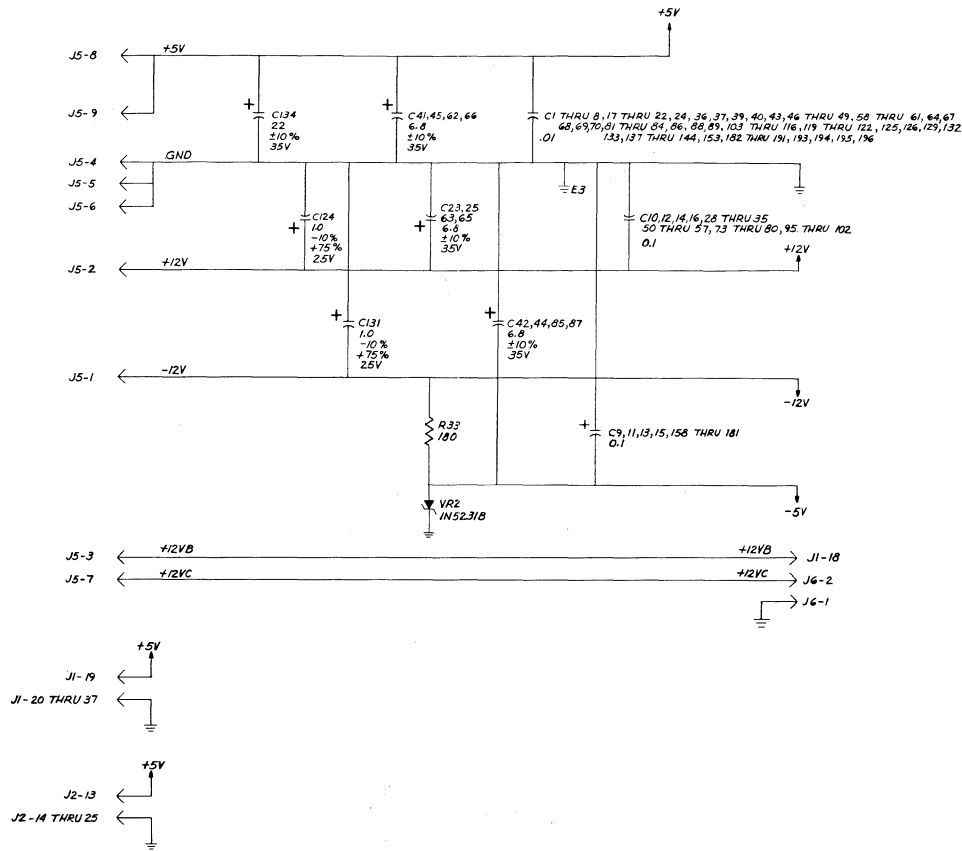 +5V
J5-8
+5V
J5-9
+ C134
22
±10%
35V
+ C41,45,62,66
6.8
±10%
35V
C1 THRU 8,17 THRU 22, 24, 36, 37, 39, 40, 43, 46 THRU 49, 58 THRU 61, 64,67
68,69,70,81 THRU 84, 86, 88,89, 103 THRU 116, 119 THRU 122, 125,126, 129,132
.01 133,137 THRU 144, 153, 182 THRU 191, 193, 194, 195, 196
J5-4
GND
J5-5
J5-6
E3
+ C124
1.0
-10%
+75%
25V
+ C23,25
63,65
6.8
±10%
35V
C10,12,14,16,28 THRU 35
50 THRU 57, 73 THRU 80, 95 THRU 102
0.1
+12V
J5-2
+12V
+ C131
1.0
-10%
+75%
25V
+ C42,44,85,87
6.8
±10%
35V
J5-1
-12V
-12V
R33
180
+ C9,11,13,15,158 THRU 181
0.1
VR2
1N5231B
-5V
J5-3
+12VB
+12VB
J1-18
J5-7
+12VC
+12VC
J6-2
J6-1
+5V
J1-19
J1-20 THRU 37
+5V
J2-13
J2-14 THRU 25